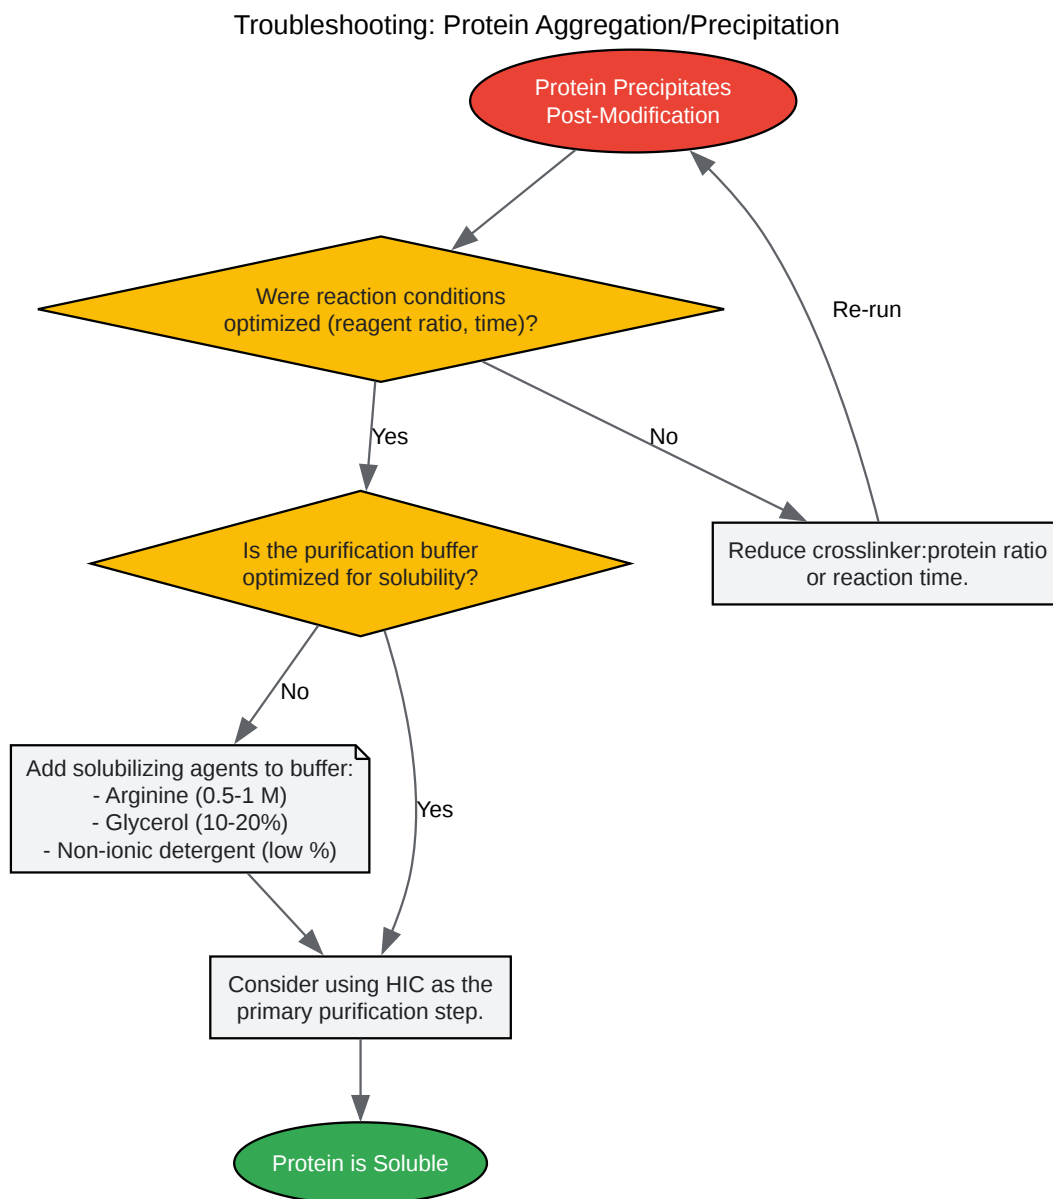 Troubleshooting: Protein Aggregation/Precipitation
Protein Precipitates
Post-Modification
Were reaction conditions
optimized (reagent ratio, time)?
Re-run
Yes
No
Is the purification buffer
optimized for solubility?
Reduce crosslinker:protein ratio
or reaction time.
No
Add solubilizing agents to buffer:
- Arginine (0.5-1 M)
- Glycerol (10-20%)
- Non-ionic detergent (low %)
Yes
Consider using HIC as the
primary purification step.
Protein is Soluble